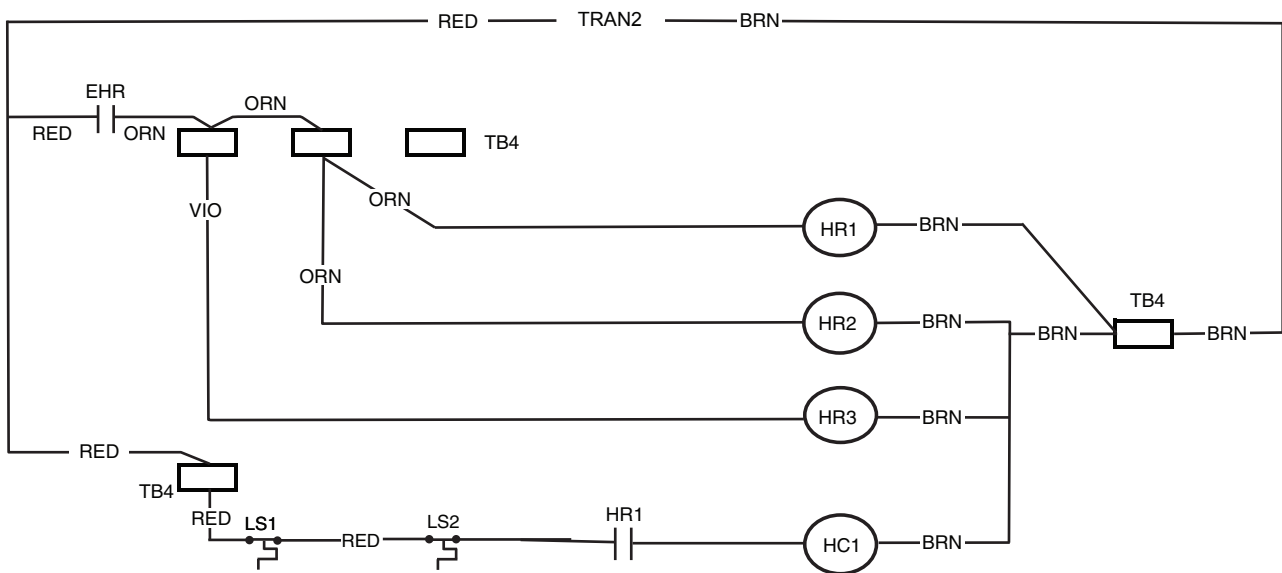 RED TRAN2 BRN
EHR
ORN
RED ORN
TB4
VIO
ORN
HR1 BRN
ORN
TB4
HR2 BRN
BRN BRN
HR3 BRN
RED
TB4
RED
LS1 LS2 HR1
RED
HC1 BRN